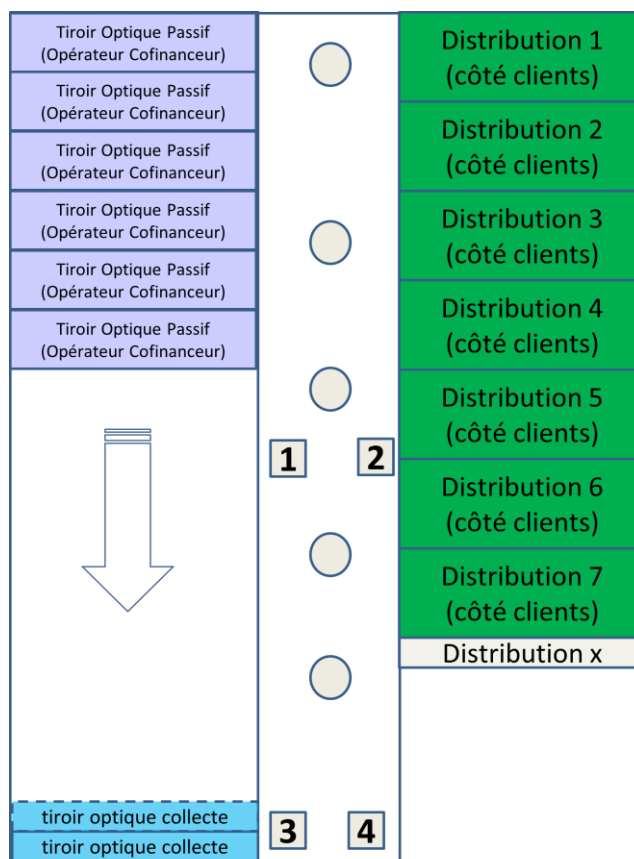 Tiroir Optique Passif
(Opérateur Cofinanceur)
Tiroir Optique Passif
(Opérateur Cofinanceur)
Tiroir Optique Passif
(Opérateur Cofinanceur)
Tiroir Optique Passif
(Opérateur Cofinanceur)
Tiroir Optique Passif
(Opérateur Cofinanceur)
Tiroir Optique Passif
(Opérateur Cofinanceur)
tiroir optique collecte
tiroir optique collecte
1
2
3
4
Distribution 1
(côté clients)
Distribution 2
(côté clients)
Distribution 3
(côté clients)
Distribution 4
(côté clients)
Distribution 5
(côté clients)
Distribution 6
(côté clients)
Distribution 7
(côté clients)
Distribution x